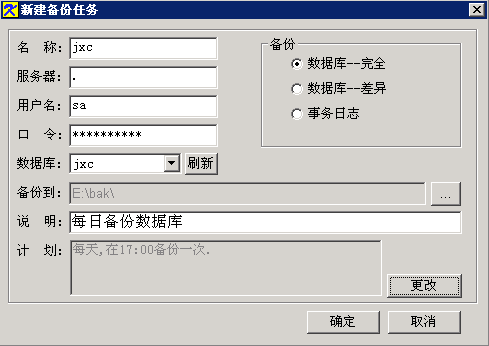 新建备份任务
名 称: jxc
服务器: .
用户名: sa
口 令: **********
数据库: jxc 刷新
备份
数据库--完全
数据库--差异
事务日志
备份到: E:\bak\ ...
说 明: 每日备份数据库
计 划: 每天,在17:00备份一次.
更改
确定 取消